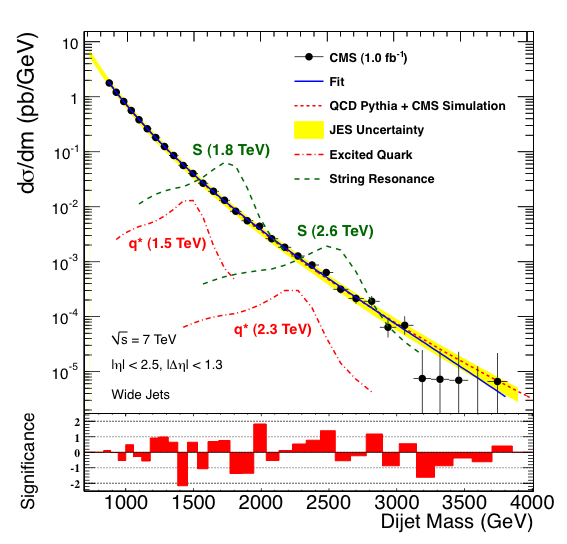 dσ/dm (pb/GeV)
10
1
10⁻¹
10⁻²
10⁻³
10⁻⁴
10⁻⁵
CMS (1.0 fb⁻¹)
Fit
QCD Pythia + CMS Simulation
JES Uncertainty
Excited Quark
String Resonance
S (1.8 TeV)
q* (1.5 TeV)
S (2.6 TeV)
q* (2.3 TeV)
√s = 7 TeV
|η| < 2.5, |Δη| < 1.3
Wide Jets
Significance
2
1
0
-1
-2
1000 1500 2000 2500 3000 3500 4000
Dijet Mass (GeV)